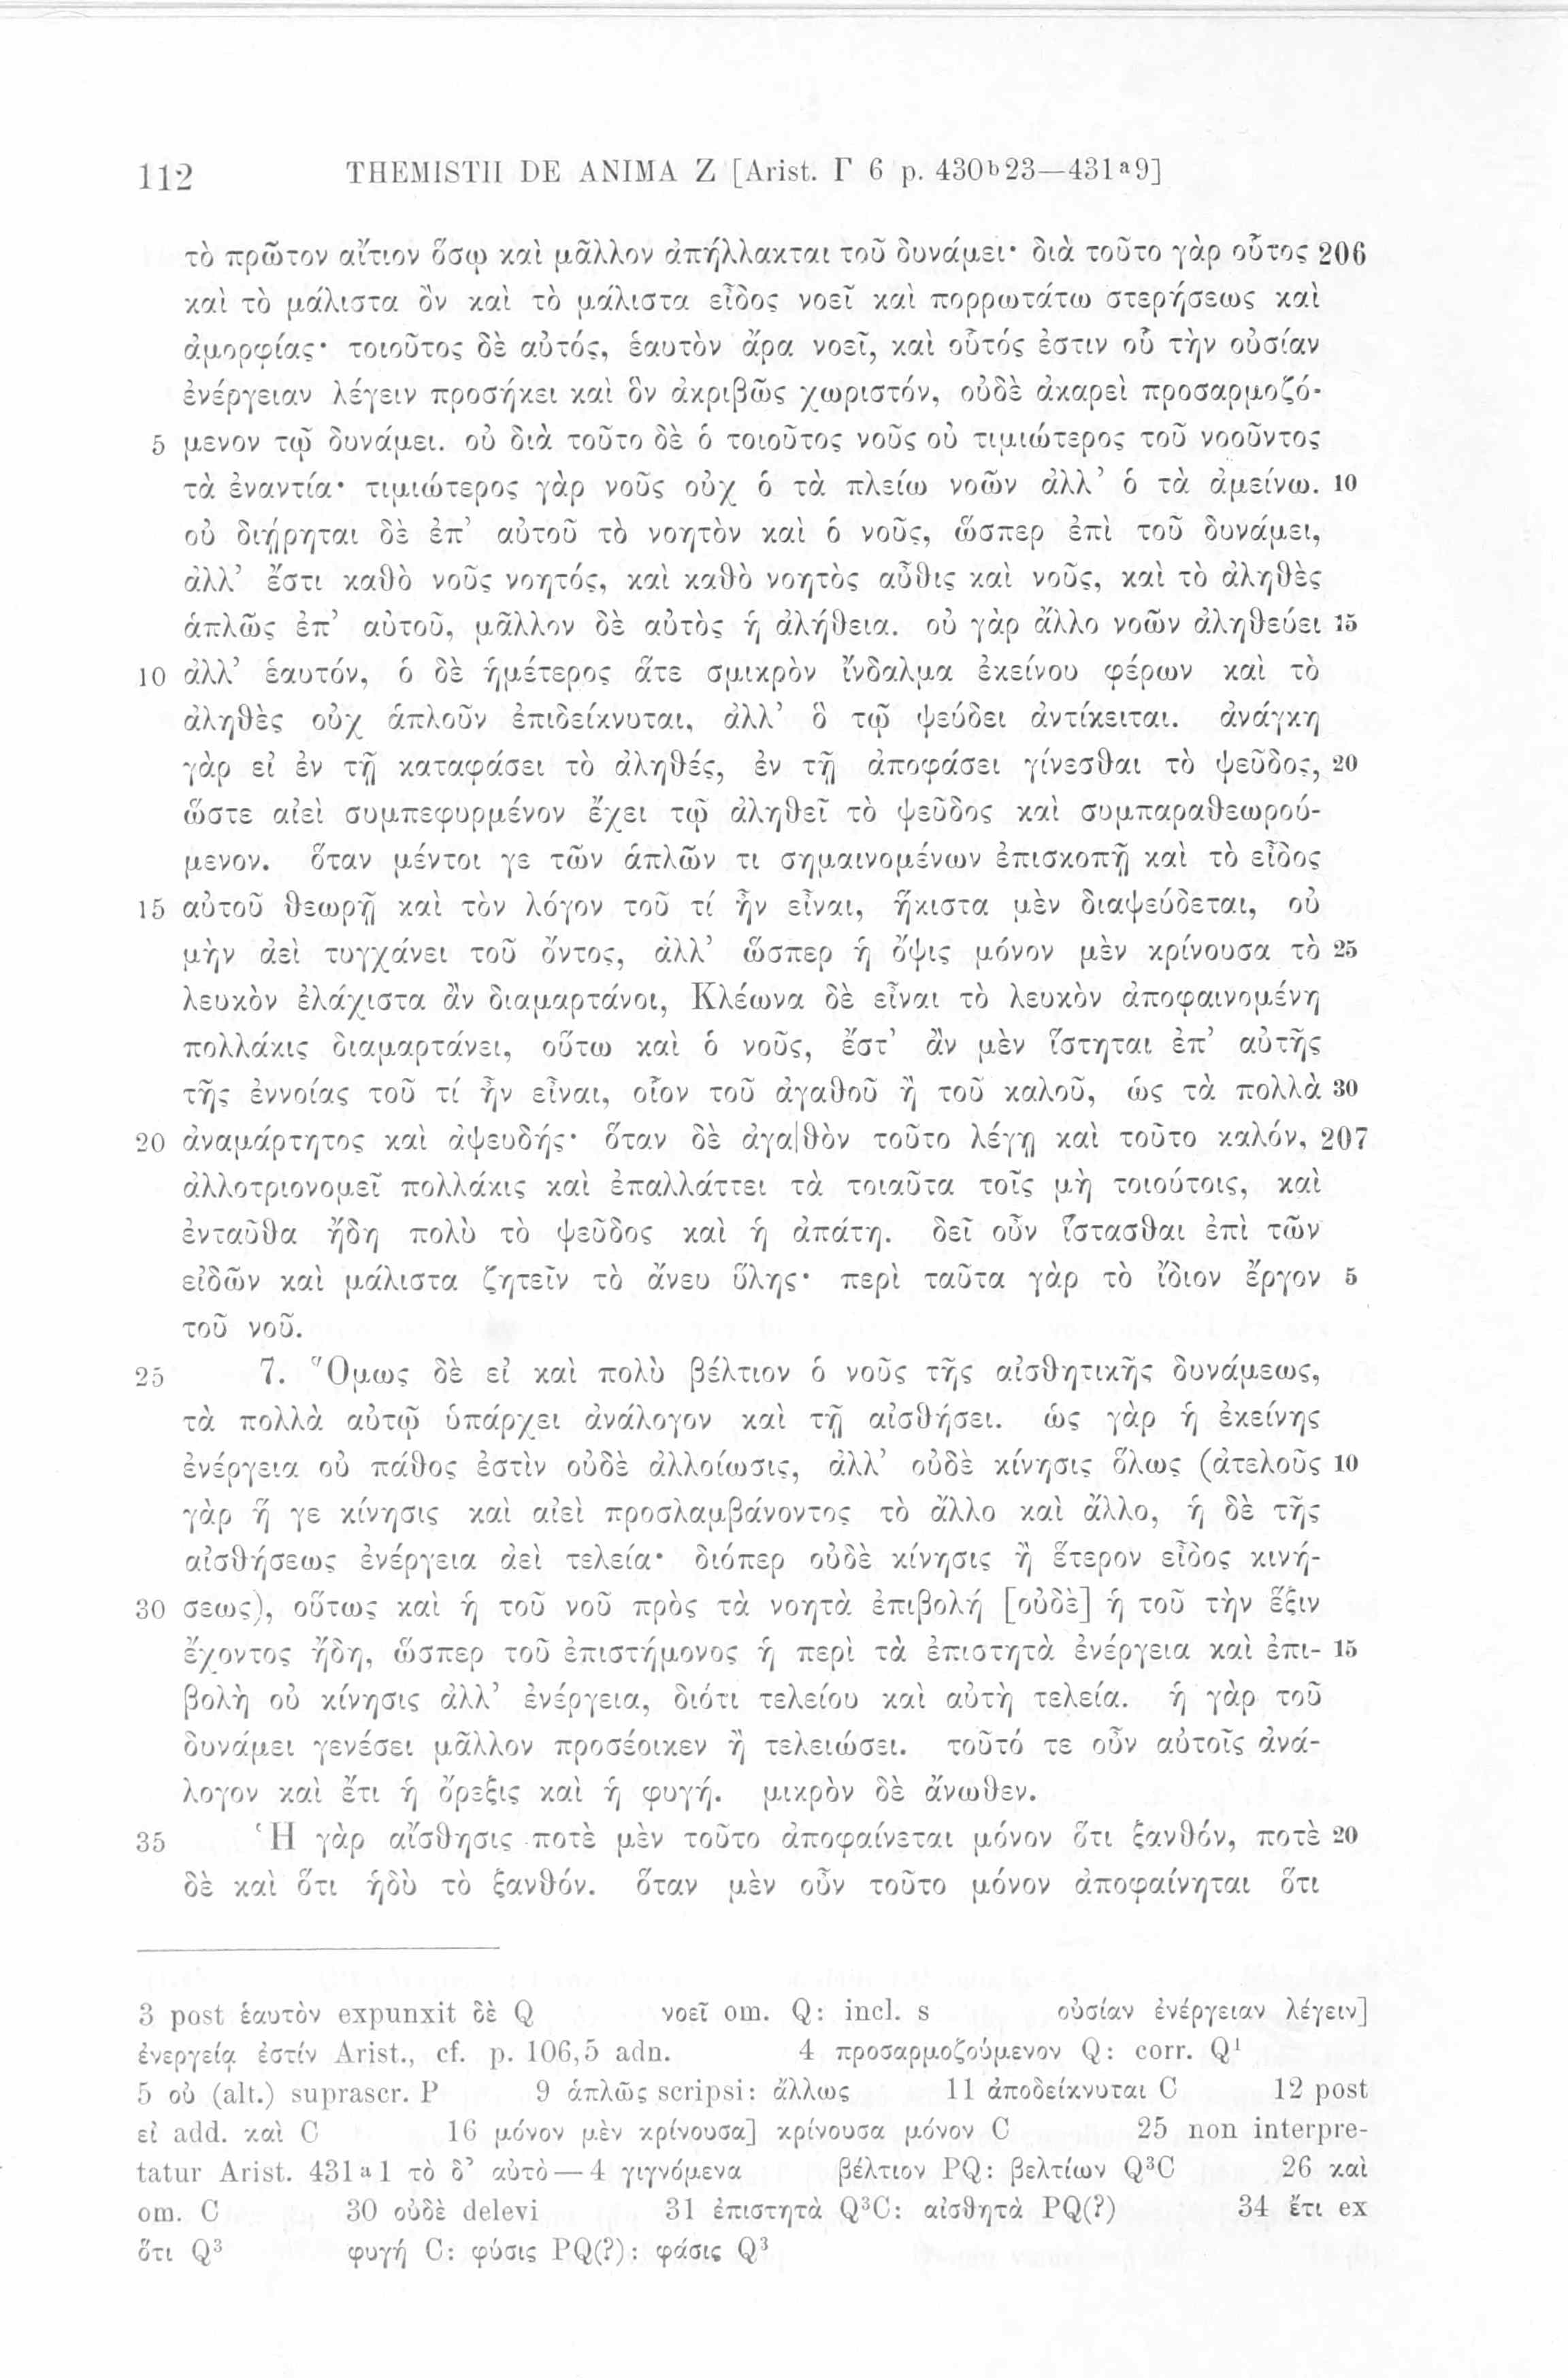 112 THEMISTII DE ANIMA Z [Arist. Γ 6 p. 430ᵇ23—431ᵃ9]
τὸ πρῶτον αἴτιον ὅσῳ καὶ μᾶλλον ἀπήλλακται τοῦ δυνάμει· διὰ τοῦτο γὰρ οὗτος 206
καὶ τὸ μάλιστα ὂν καὶ τὸ μάλιστα εἶδος νοεῖ καὶ πορρωτάτω στερήσεως καὶ
ἀμορφίας· τοιοῦτος δὲ αὐτός, ἑαυτὸν ἄρα νοεῖ, καὶ οὗτός ἐστιν οὗ τὴν οὐσίαν
ἐνέργειαν λέγειν προσήκει καὶ ὃν ἀκριβῶς χωριστόν, οὐδὲ ἀκαρεὶ προσαρμοζό-
5 μενον τῷ δυνάμει. οὐ διὰ τοῦτο δὲ ὁ τοιοῦτος νοῦς οὐ τιμιώτερος τοῦ νοοῦντος
τὰ ἐναντία· τιμιώτερος γὰρ νοῦς οὐχ ὁ τὰ πλείω νοῶν ἀλλ’ ὁ τὰ ἀμείνω. 10
οὐ διῄρηται δὲ ἐπ’ αὐτοῦ τὸ νοητὸν καὶ ὁ νοῦς, ὥσπερ ἐπὶ τοῦ δυνάμει,
ἀλλ’ ἔστι καθὸ νοῦς νοητός, καὶ καθὸ νοητὸς αὖθις καὶ νοῦς, καὶ τὸ ἀληθὲς
ἁπλῶς ἐπ’ αὐτοῦ, μᾶλλον δὲ αὐτὸς ἡ ἀλήθεια. οὐ γὰρ ἄλλο νοῶν ἀληθεύει 15
10 ἀλλ’ ἑαυτόν, ὁ δὲ ἡμέτερος ἅτε σμικρὸν ἴνδαλμα ἐκείνου φέρων καὶ τὸ
ἀληθὲς οὐχ ἁπλοῦν ἐπιδείκνυται, ἀλλ’ ὃ τῷ ψεύδει ἀντίκειται. ἀνάγκη
γὰρ εἰ ἐν τῇ καταφάσει τὸ ἀληθές, ἐν τῇ ἀποφάσει γίνεσθαι τὸ ψεῦδος, 20
ὥστε αἰεὶ συμπεφυρμένον ἔχει τῷ ἀληθεῖ τὸ ψεῦδος καὶ συμπαραθεωρού-
μενον. ὅταν μέντοι γε τῶν ἁπλῶν τι σημαινομένων ἐπισκοπῇ καὶ τὸ εἶδος
15 αὐτοῦ θεωρῇ καὶ τὸν λόγον τοῦ τί ἦν εἶναι, ἥκιστα μὲν διαψεύδεται, οὐ
μὴν ἀεὶ τυγχάνει τοῦ ὄντος, ἀλλ’ ὥσπερ ἡ ὄψις μόνον μὲν κρίνουσα τὸ 25
λευκὸν ἐλάχιστα ἂν διαμαρτάνοι, Κλέωνα δὲ εἶναι τὸ λευκὸν ἀποφαινομένη
πολλάκις διαμαρτάνει, οὕτω καὶ ὁ νοῦς, ἔστ’ ἂν μὲν ἵστηται ἐπ’ αὐτῆς
τῆς ἐννοίας τοῦ τί ἦν εἶναι, οἷον τοῦ ἀγαθοῦ ἢ τοῦ καλοῦ, ὡς τὰ πολλὰ 30
20 ἀναμάρτητος καὶ ἀψευδής· ὅταν δὲ ἀγα|θὸν τοῦτο λέγῃ καὶ τοῦτο καλόν, 207
ἀλλοτριονομεῖ πολλάκις καὶ ἐπαλλάττει τὰ τοιαῦτα τοῖς μὴ τοιούτοις, καὶ
ἐνταῦθα ἤδη πολὺ τὸ ψεῦδος καὶ ἡ ἀπάτη. δεῖ οὖν ἵστασθαι ἐπὶ τῶν
εἰδῶν καὶ μάλιστα ζητεῖν τὸ ἄνευ ὕλης· περὶ ταῦτα γὰρ τὸ ἴδιον ἔργον 5
τοῦ νοῦ.
25 7. Ὅμως δὲ εἰ καὶ πολὺ βέλτιον ὁ νοῦς τῆς αἰσθητικῆς δυνάμεως,
τὰ πολλὰ αὐτῷ ὑπάρχει ἀνάλογον καὶ τῇ αἰσθήσει. ὡς γὰρ ἡ ἐκείνης
ἐνέργεια οὐ πάθος ἐστὶν οὐδὲ ἀλλοίωσις, ἀλλ’ οὐδὲ κίνησις ὅλως (ἀτελοῦς 10
γὰρ ἥ γε κίνησις καὶ αἰεὶ προσλαμβάνοντος τὸ ἄλλο καὶ ἄλλο, ἡ δὲ τῆς
αἰσθήσεως ἐνέργεια ἀεὶ τελεία· διόπερ οὐδὲ κίνησις ἢ ἕτερον εἶδος κινή-
30 σεως), οὕτως καὶ ἡ τοῦ νοῦ πρὸς τὰ νοητὰ ἐπιβολή [οὐδὲ] ἡ τοῦ τὴν ἕξιν
ἔχοντος ἤδη, ὥσπερ τοῦ ἐπιστήμονος ἡ περὶ τὰ ἐπιστητὰ ἐνέργεια καὶ ἐπι- 15
βολὴ οὐ κίνησις ἀλλ’ ἐνέργεια, διότι τελείου καὶ αὐτὴ τελεία. ἡ γὰρ τοῦ
δυνάμει γενέσει μᾶλλον προσέοικεν ἢ τελειώσει. τοῦτό τε οὖν αὐτοῖς ἀνά-
λογον καὶ ἔτι ἡ ὄρεξις καὶ ἡ φυγή. μικρὸν δὲ ἄνωθεν.
35 Ἡ γὰρ αἴσθησις ποτὲ μὲν τοῦτο ἀποφαίνεται μόνον ὅτι ξανθόν, ποτὲ 20
δὲ καὶ ὅτι ἡδὺ τὸ ξανθόν. ὅταν μὲν οὖν τοῦτο μόνον ἀποφαίνηται ὅτι
3 post ἑαυτὸν expunxit δὲ Q νοεῖ om. Q: incl. s οὐσίαν ἐνέργειαν λέγειν]
ἐνεργείᾳ ἐστίν Arist., cf. p. 106,5 adn. 4 προσαρμοζούμενον Q: corr. Q¹
5 οὐ (alt.) suprascr. P 9 ἁπλῶς scripsi: ἄλλως 11 ἀποδείκνυται C 12 post
εἰ add. καὶ C 16 μόνον μὲν κρίνουσα] κρίνουσα μόνον C 25 non interpre-
tatur Arist. 431ᵃ1 τὸ δ’ αὐτὸ — 4 γιγνόμενα βέλτιον PQ: βελτίων Q³C 26 καὶ
om. C 30 οὐδὲ delevi 31 ἐπιστητὰ Q³C: αἰσθητὰ PQ(?) 34 ἔτι ex
ὅτι Q³ φυγή C: φύσις PQ(?): φάσις Q³